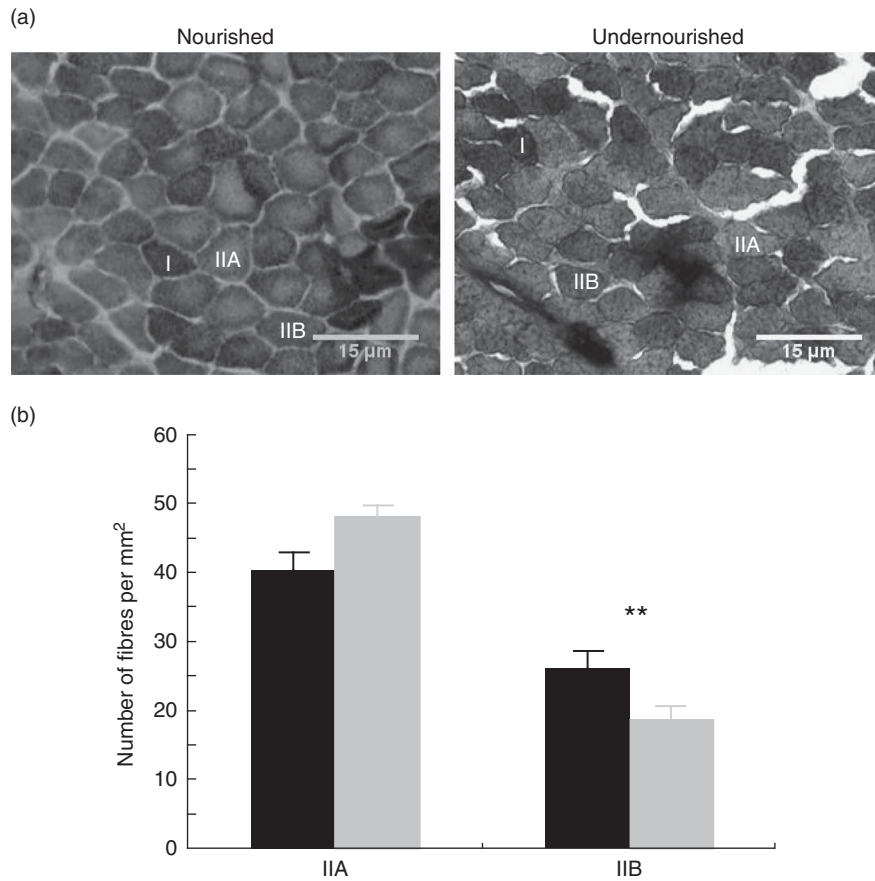 (a)
Nourished
Undernourished
I
IIA
IIB
15 µm
I
IIA
IIB
15 µm
(b)
Number of fibres per mm²
60
50
40
30
20
10
0
**
IIA
IIB